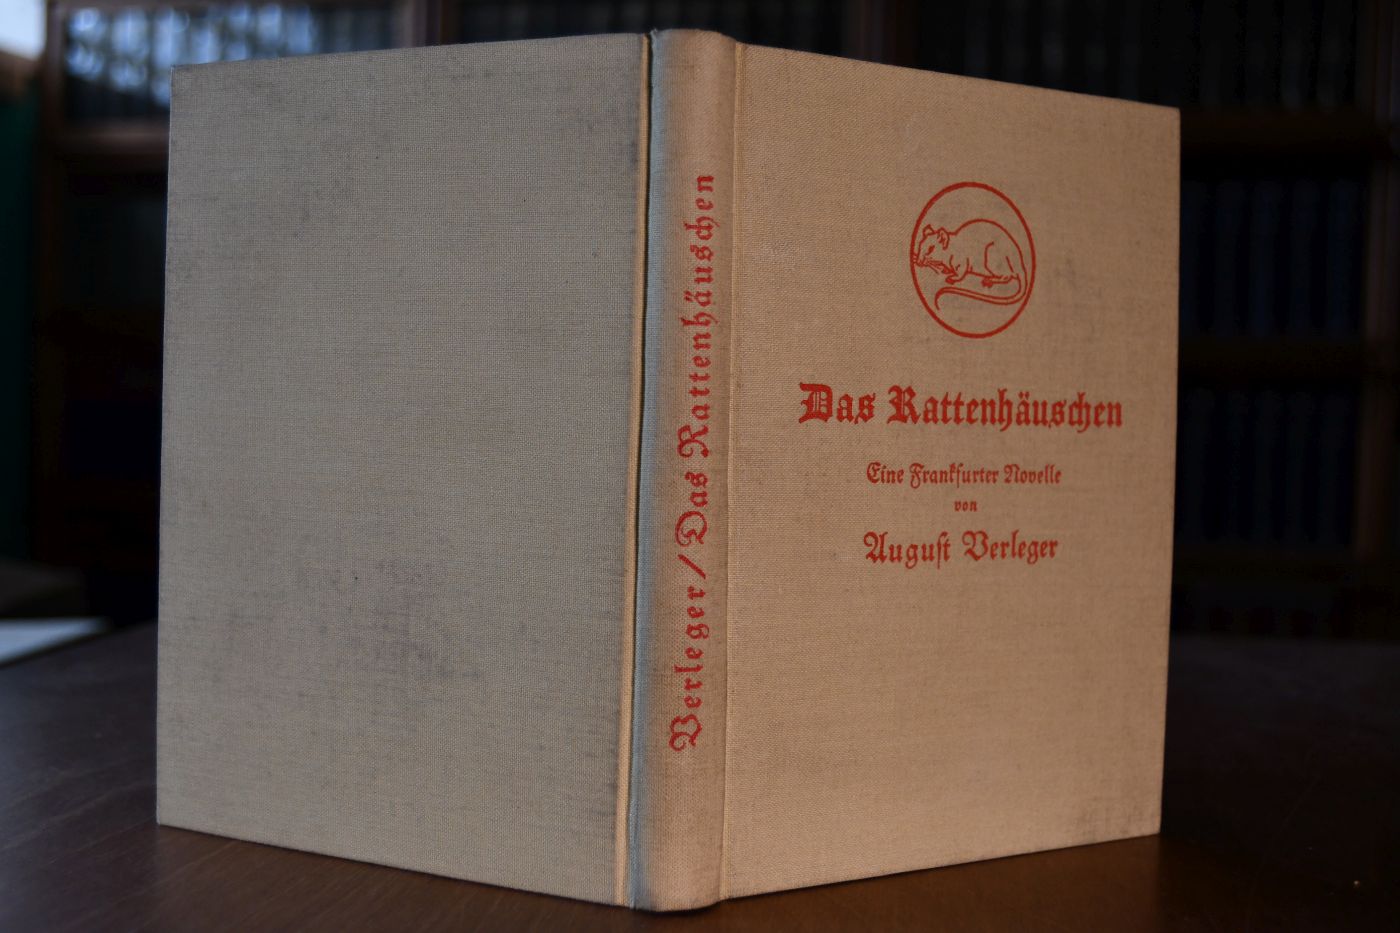 Verleger / Das Rattenhäuschen
Das Rattenhäuschen
Eine Frankfurter Novelle
von
August Verleger